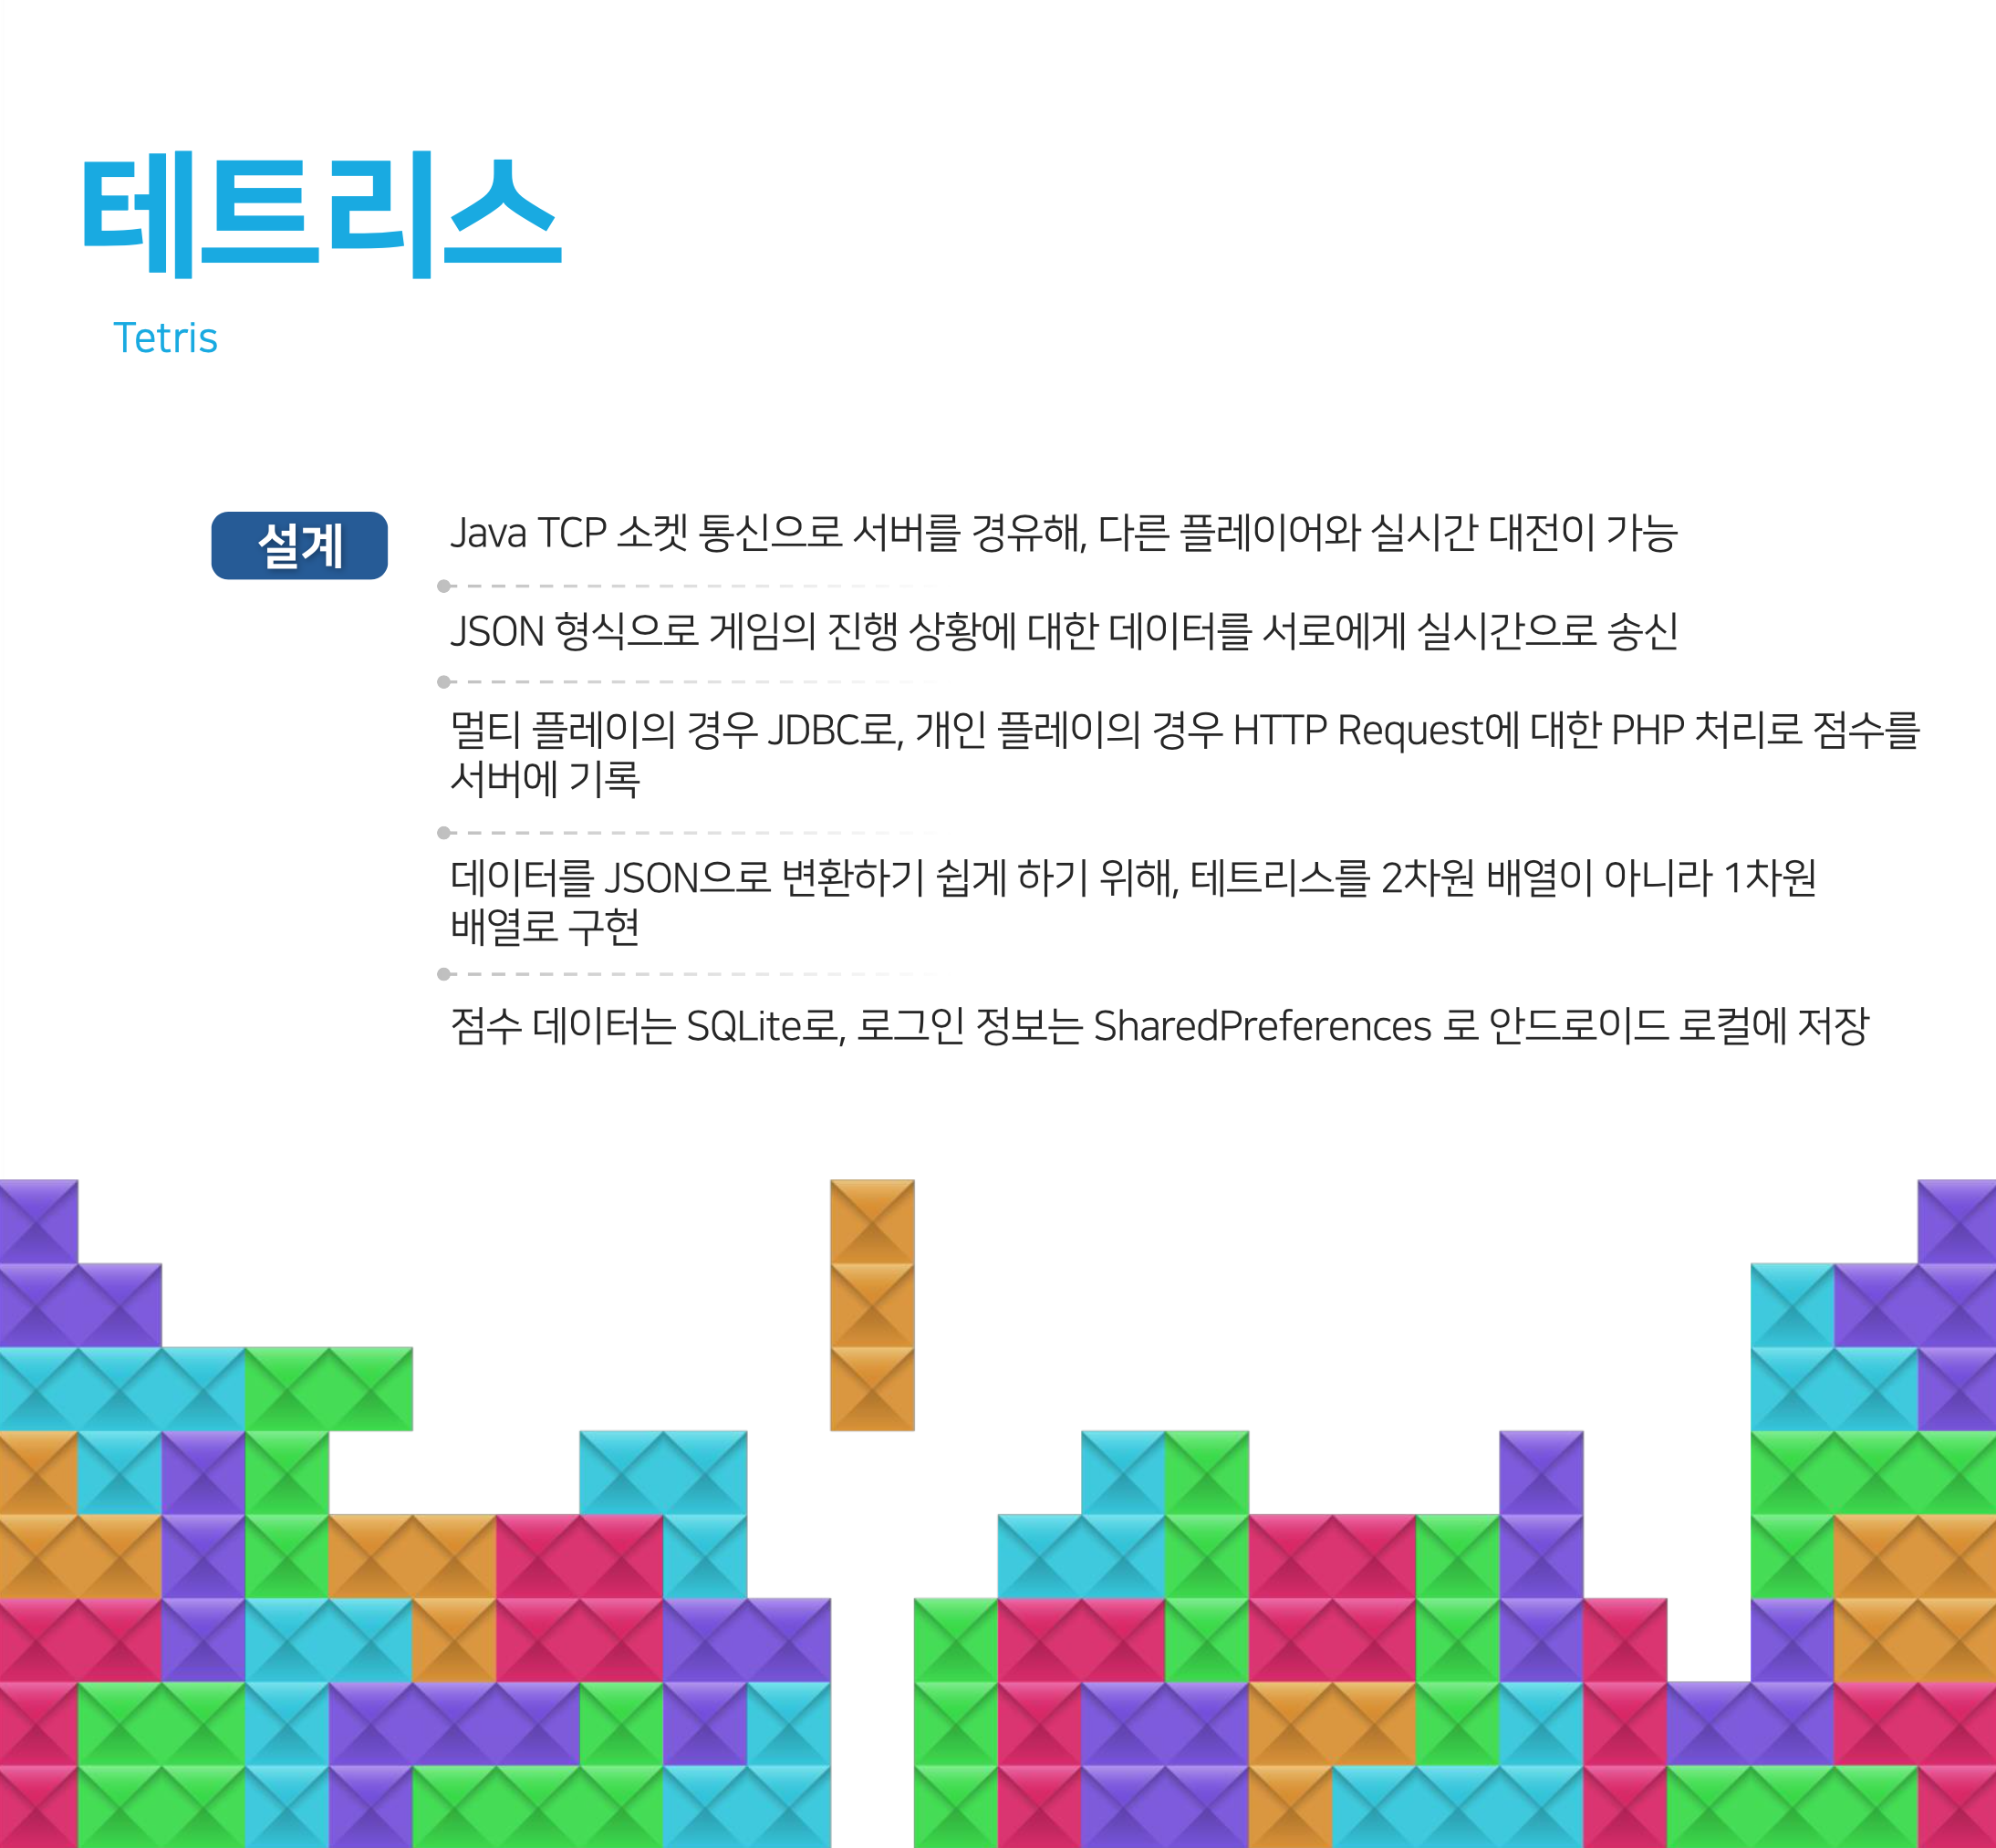 테트리스
Tetris
설계
Java TCP 소켓 통신으로 서버를 경유해, 다른 플레이어와 실시간 대전이 가능
JSON 형식으로 게임의 진행 상황에 대한 데이터를 서로에게 실시간으로 송신
멀티 플레이의 경우 JDBC로, 개인 플레이의 경우 HTTP Request에 대한 PHP 처리로 점수를
서버에 기록
데이터를 JSON으로 변환하기 쉽게 하기 위해, 테트리스를 2차원 배열이 아니라 1차원
배열로 구현
점수 데이터는 SQLite로, 로그인 정보는 SharedPreferences 로 안드로이드 로컬에 저장